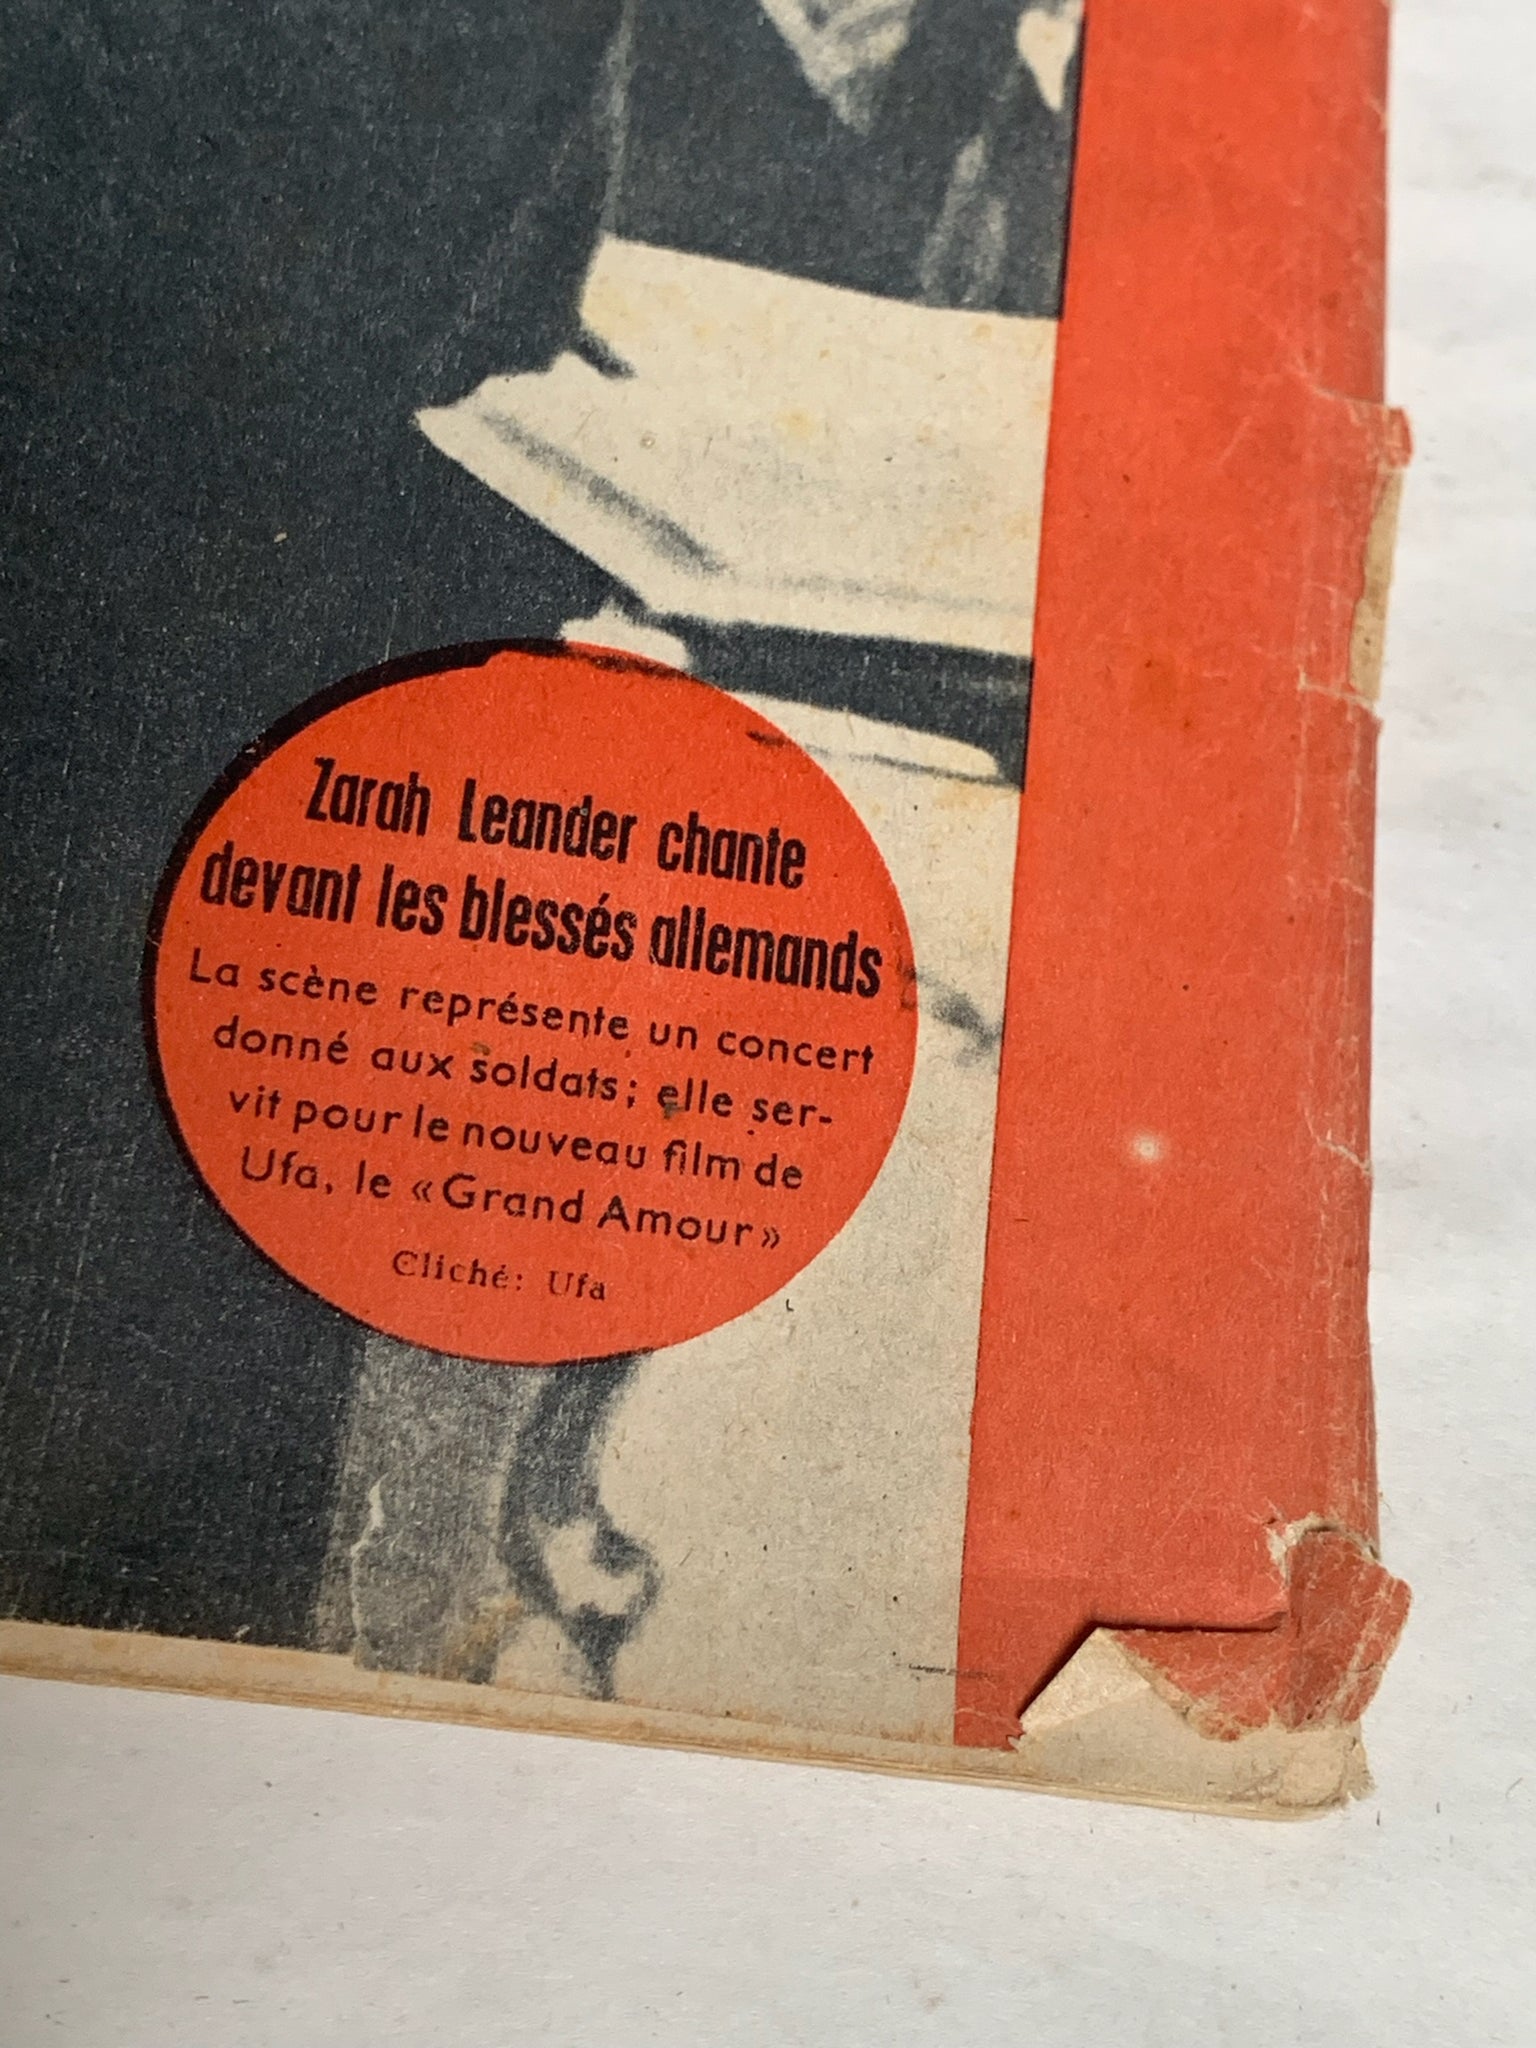 Zarah Leander chante
devant les blessés allemands
La scène représente un concert
donné aux soldats; elle ser-
vit pour le nouveau film de
Ufa, le «Grand Amour»
Cliché: Ufa